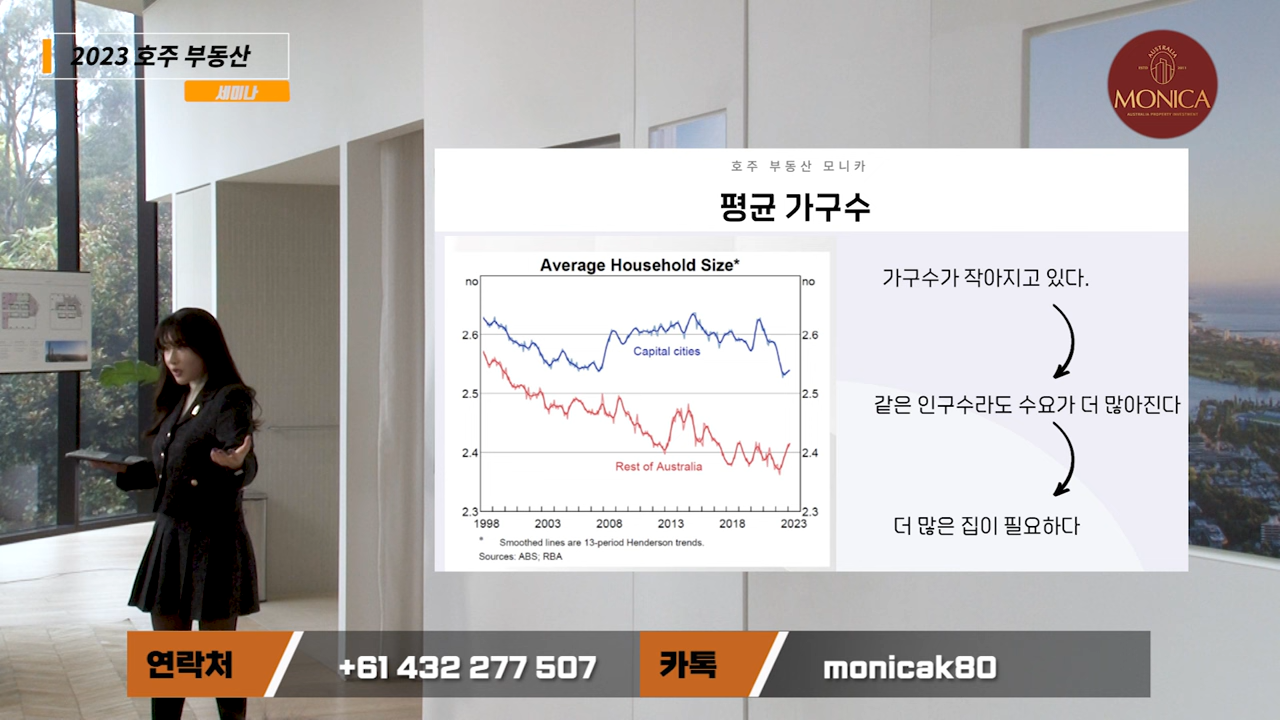 2023 호주 부동산
세미나
AUSTRALIA
MONICA
AUSTRALIA PROPERTY INVESTMENT
호주 부동산 모니카
평균 가구수
Average Household Size*
no
no
2.6
2.6
Capital cities
2.5
2.5
2.4
2.4
Rest of Australia
2.3
2.3
1998 2003 2008 2013 2018 2023
* Smoothed lines are 13-period Henderson trends.
Sources: ABS; RBA
가구수가 작아지고 있다.
같은 인구수라도 수요가 더 많아진다
더 많은 집이 필요하다
연락처 +61 432 277 507 카톡 monicak80